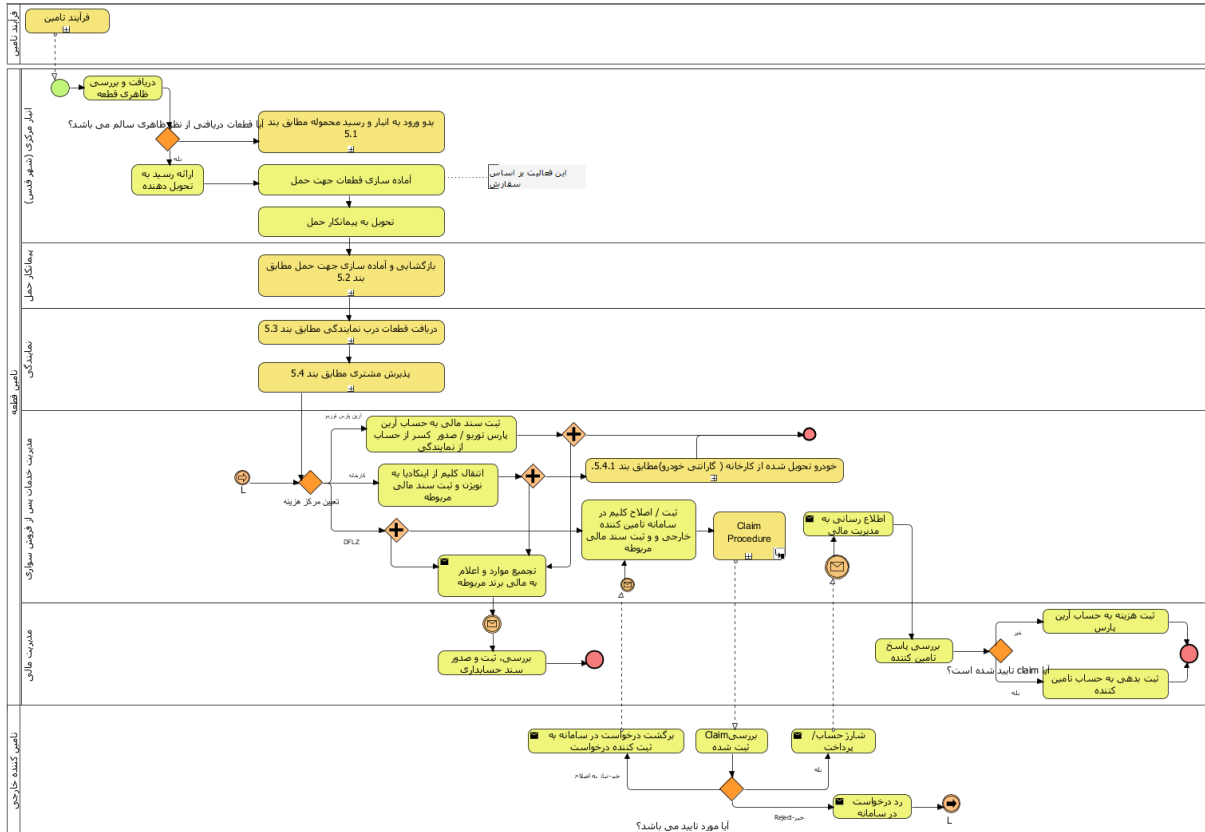 فرآیند تامین
فرآیند تامین
تامین قطعه
انبار مرکزی (شهر قدس)
دریافت و بررسی
ظاهری قطعه
آیا قطعات دریافتی از نظر ظاهری سالم می باشد؟
بدو ورود به انبار و رسید محموله مطابق بند
5.1
بله
ارائه رسید به
تحویل دهنده
آماده سازی قطعات جهت حمل
این فعالیت بر اساس
سفارش
تحویل به پیمانکار حمل
پیمانکار حمل
بازگشایی و آماده سازی جهت حمل مطابق
بند 5.2
نمایندگی
دریافت قطعات درب نمایندگی مطابق بند 5.3
پذیرش مشتری مطابق بند 5.4
مدیریت خدمات پس از فروش سواری
L
تعیین مرکز هزینه
آرین پارس موتور
ثبت سند مالی به حساب آرین
پارس توریو / صدور کسر از حساب
از نمایندگی
کارخانه
انتقال کلیم از اینکادیا به
نویژن و ثبت سند مالی
مربوطه
خودرو تحویل شده از کارخانه ( گارانتی خودرو)مطابق بند 5.4.1.
DFLZ
ثبت / اصلاح کلیم در
سامانه تامین کننده
خارجی و و ثبت سند مالی
مربوطه
Claim
Procedure
اطلاع رسانی به
مدیریت مالی
تجمیع موارد و اعلام
به مالی برند مربوطه
مدیریت مالی
بررسی، ثبت و صدور
سند حسابداری
بررسی پاسخ
تامین کننده
آیا claim تایید شده است؟
خیر
ثبت هزینه به حساب آرین
پارس
بله
ثبت بدهی به حساب تامین
کننده
تامین کننده خارجی
برگشت درخواست در سامانه به
ثبت کننده درخواست
بررسیClaim
ثبت شده
شارژ حساب/
پرداخت
خیر-نیاز به اصلاح
بله
خیر-Reject
رد درخواست
در سامانه
L
آیا مورد تایید می باشد؟